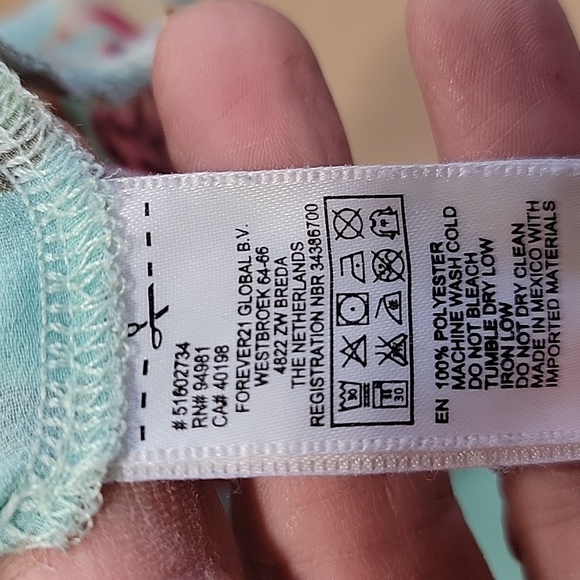 #51602734
RN# 94981
CA# 40198
FOREVER21 GLOBAL B.V.
WESTBROEK 64-66
4822 ZW BREDA
THE NETHERLANDS
REGISTRATION NBR 34386700
30
30
EN 100% POLYESTER
MACHINE WASH COLD
DO NOT BLEACH
TUMBLE DRY LOW
IRON LOW
DO NOT DRY CLEAN
MADE IN MEXICO WITH
IMPORTED MATERIALS